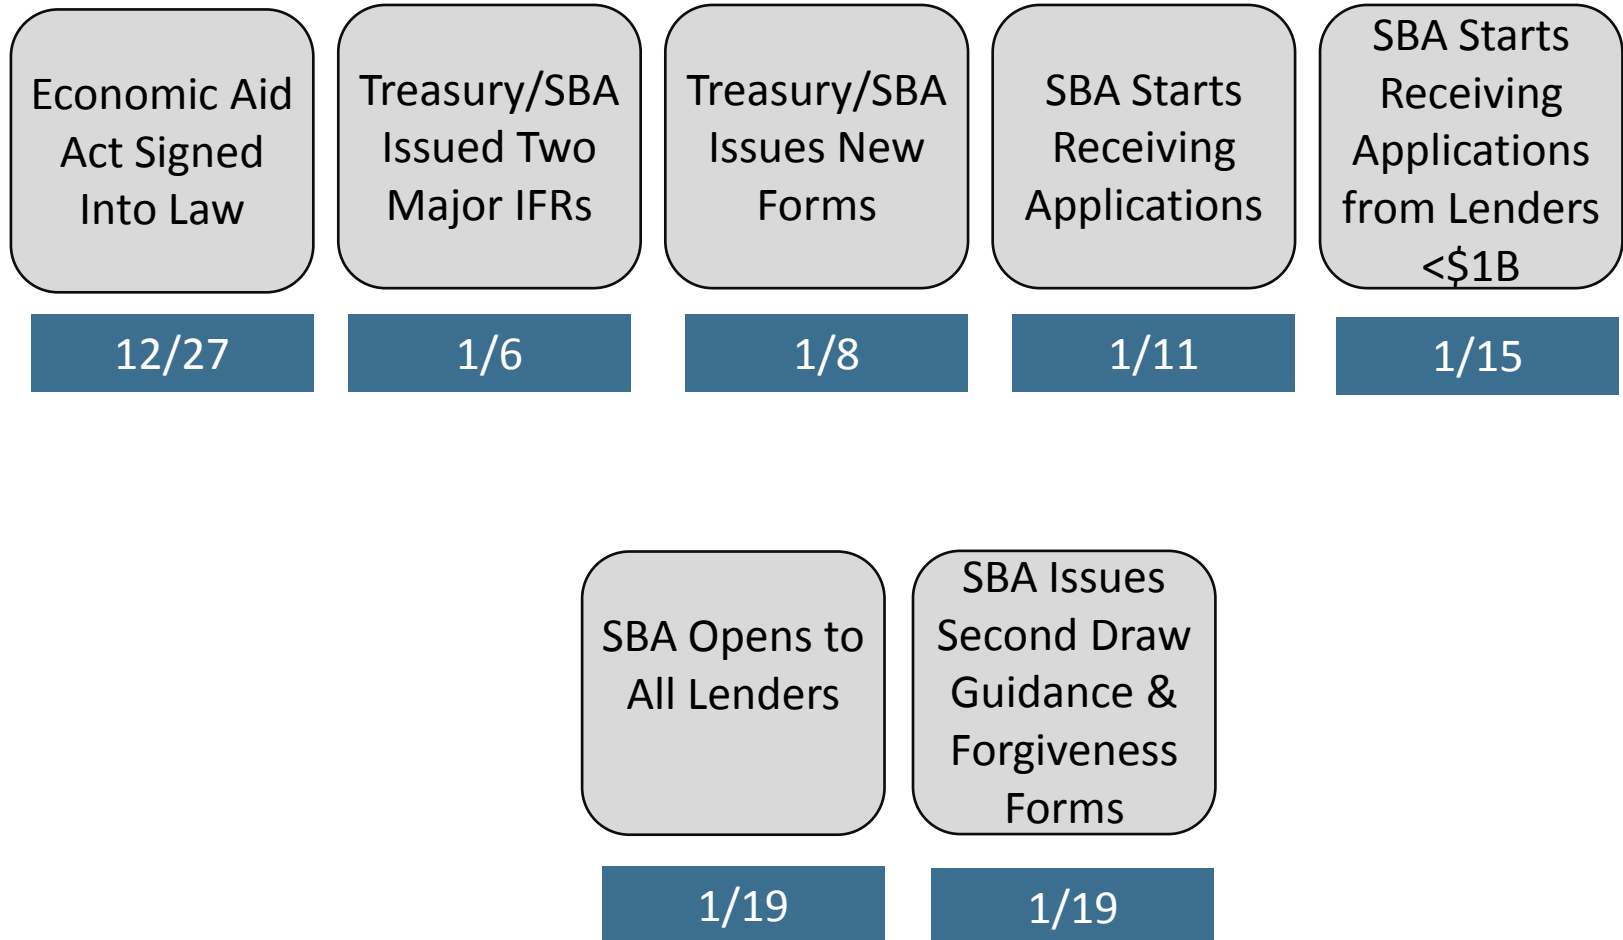 Economic Aid
Act Signed
Into Law
12/27
Treasury/SBA
Issued Two
Major IFRs
1/6
Treasury/SBA
Issues New
Forms
1/8
SBA Starts
Receiving
Applications
1/11
SBA Starts
Receiving
Applications
from Lenders
<$1B
1/15
SBA Opens to
All Lenders
1/19
SBA Issues
Second Draw
Guidance &
Forgiveness
Forms
1/19